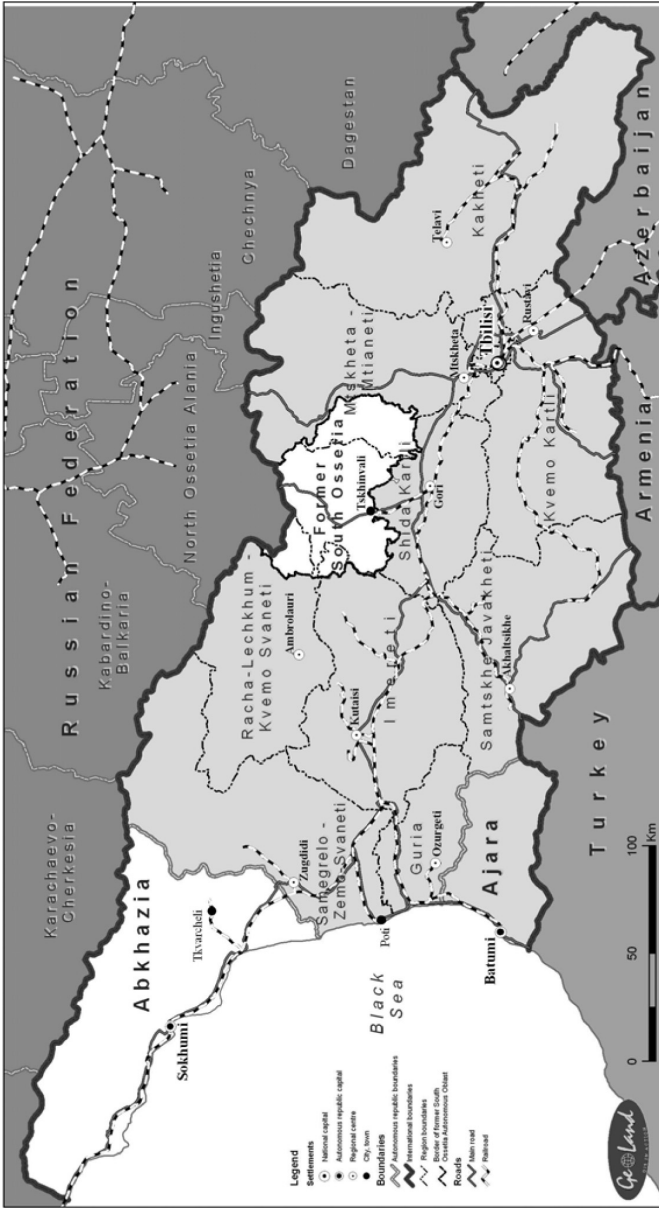 Russian Federation
Karachaevo-
Cherkesia
Kabardino-
Balkaria
North Ossetia Alania
Ingushetia
Chechnya
Dagestan
Abkhazia
Sokhumi
Tkvarcheli
Zugdidi
Samegrelo -
Zemo-Svaneti
Racha-Lechkhum -
Kvemo Svaneti
Ambrolauri
Former
South Ossetia
Tskhinvali
Mtskheta -
Mtianeti
Shida Kartli
Gori
Kutaisi
Imereti
Poti
Guria
Ozurgeti
Black
Sea
Batumi
Ajara
Samtskhe Javakheti
Akhaltsikhe
Kvemo Kartli
Mtskheta
Tbilisi
Rustavi
Telavi
Kakheti
Turkey
Armenia
Azerbaijan
Legend
Settlements
National capital
Autonomous republic capital
Regional centre
City, town
Boundaries
Autonomous republic boundaries
International boundaries
Region boundaries
Border of former South
Ossetia Autonomous Oblast
Roads
Main road
Railroad
0 50 100
Km
GeoLand